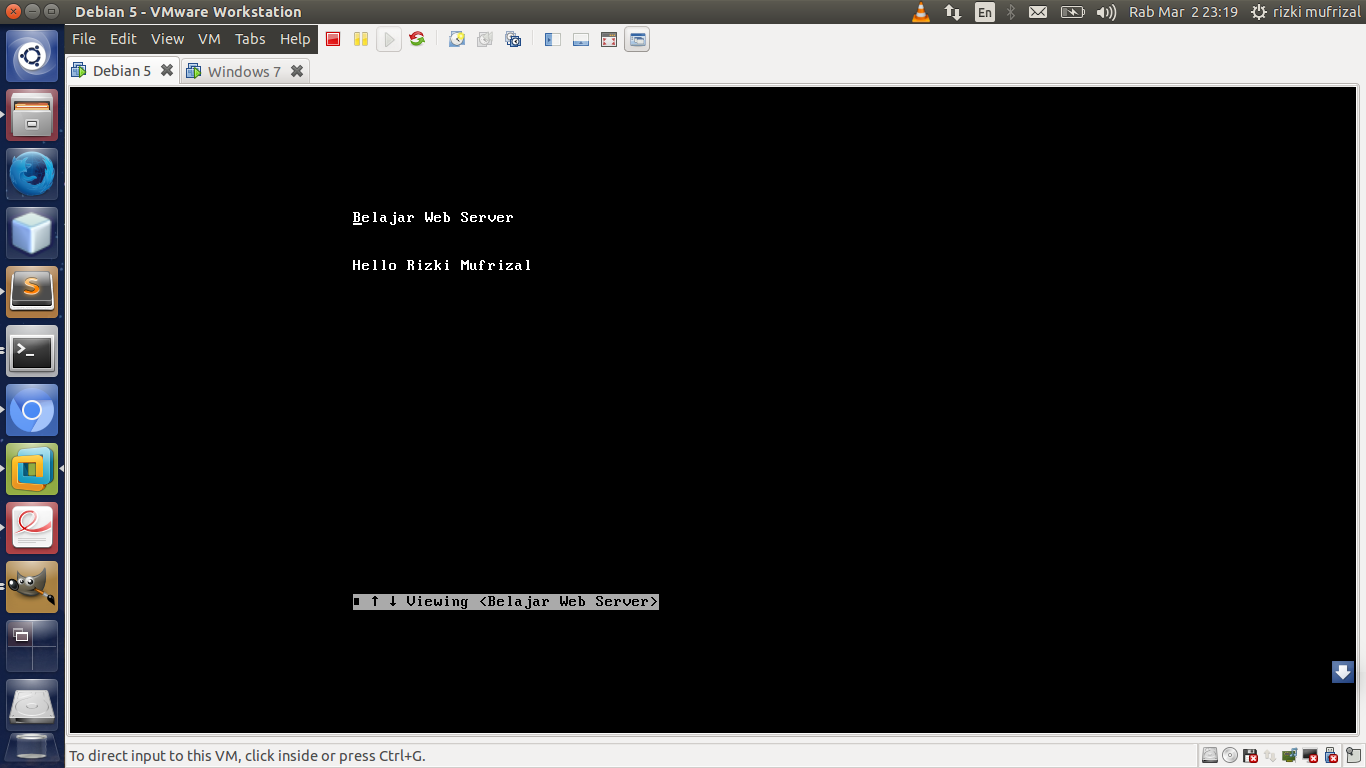 Debian 5 - VMware Workstation
En
Rab Mar 2 23:19
rizki mufrizal
File Edit View VM Tabs Help
Debian 5
Windows 7
Belajar Web Server
Hello Rizki Mufrizal
↑ ↓ Viewing <Belajar Web Server>
To direct input to this VM, click inside or press Ctrl+G.